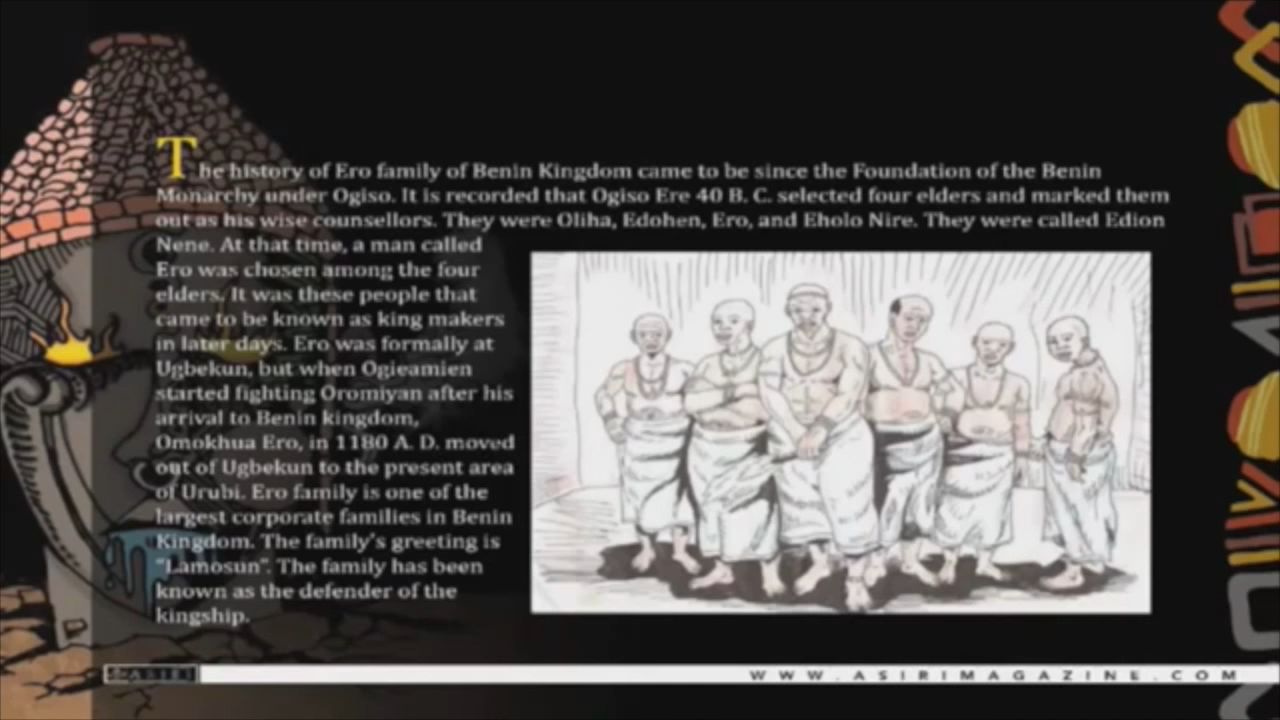 The history of Ero family of Benin Kingdom came to be since the Foundation of the Benin
Monarchy under Ogiso. It is recorded that Ogiso Ere 40 B. C. selected four elders and marked them
out as his wise counsellors. They were Oliha, Edohen, Ero, and Eholo Nire. They were called Edion
Nene. At that time, a man called
Ero was chosen among the four
elders. It was these people that
came to be known as king makers
in later days. Ero was formally at
Ugbekun, but when Ogieamien
started fighting Oromiyan after his
arrival to Benin kingdom,
Omokhua Ero, in 1180 A. D. moved
out of Ugbekun to the present area
of Urubi. Ero family is one of the
largest corporate families in Benin
Kingdom. The family's greeting is
"Lamosun". The family has been
known as the defender of the
kingship.
WWW.ASIRIMAGAZINE.COM